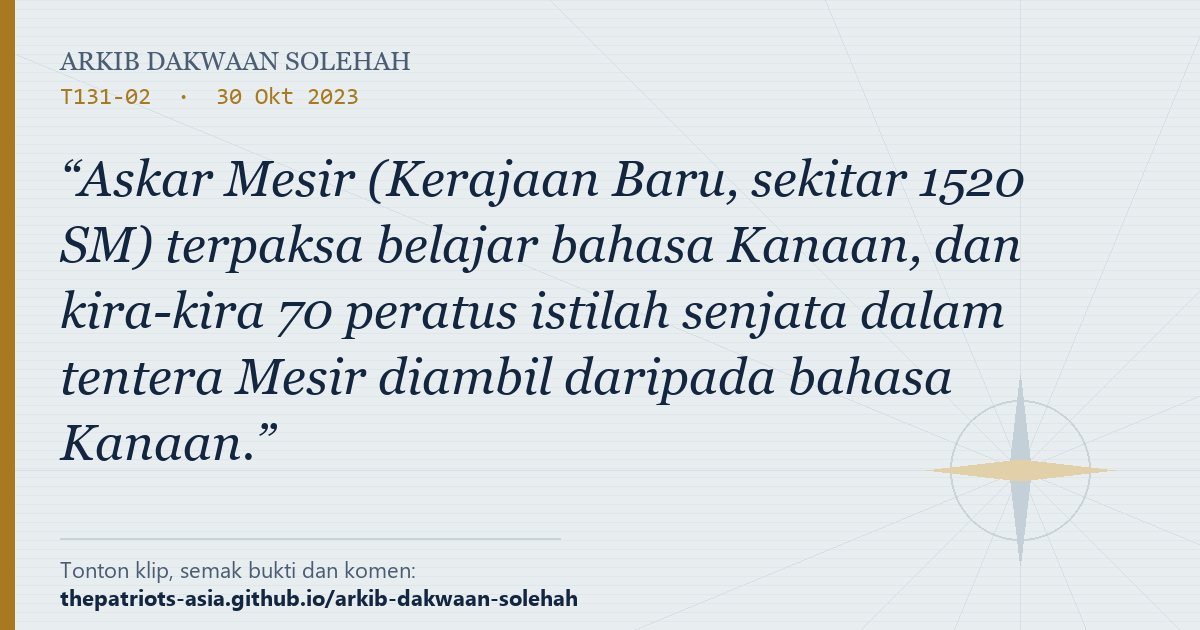 ARKIB DAKWAAN SOLEHAH
T131-02 · 30 Okt 2023
“Askar Mesir (Kerajaan Baru, sekitar 1520
SM) terpaksa belajar bahasa Kanaan, dan
kira-kira 70 peratus istilah senjata dalam
tentera Mesir diambil daripada bahasa
Kanaan.”
Tonton klip, semak bukti dan komen:
thepatriots-asia.github.io/arkib-dakwaan-solehah